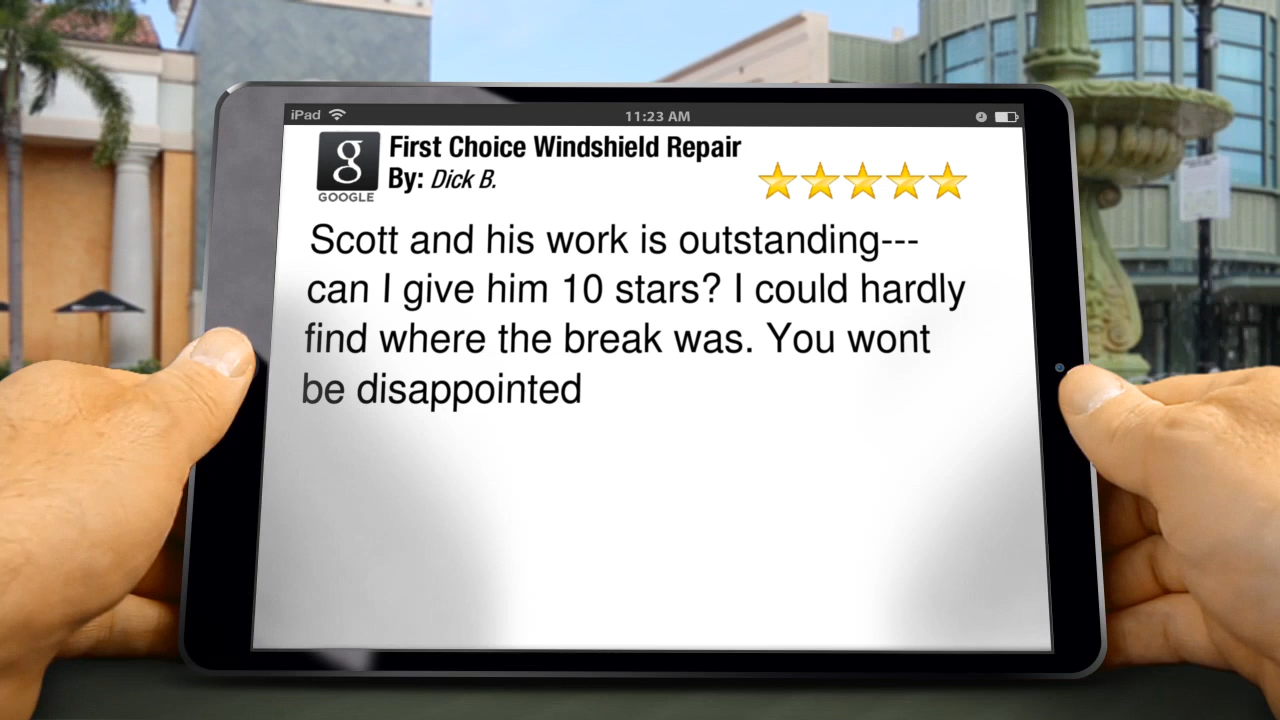 iPad 11:23 AM
g First Choice Windshield Repair
GOOGLE By: Dick B.
Scott and his work is outstanding---
can I give him 10 stars? I could hardly
find where the break was. You wont
be disappointed